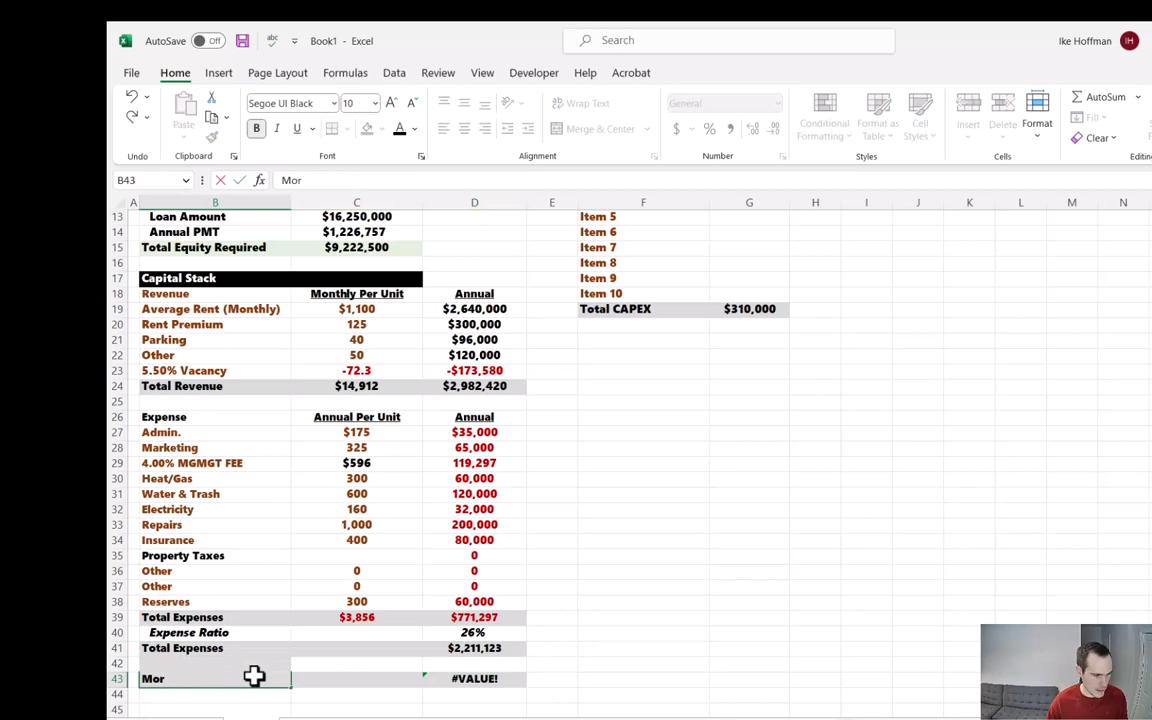 AutoSave Off Book1 - Excel Search Ike Hoffman IH
File Home Insert Page Layout Formulas Data Review View Developer Help Acrobat
Paste Segoe UI Black 10 A A Wrap Text General AutoSum
B I U A Merge & Center $ % Conditional Formatting Format as Table Cell Styles Insert Delete Format Fill Clear
Undo Clipboard Font Alignment Number Styles Cells Editin
B43 fx Mor
A B C D E F G H I J K L M N
13 Loan Amount $16,250,000 Item 5
14 Annual PMT $1,226,757 Item 6
15 Total Equity Required $9,222,500 Item 7
16 Item 8
17 Capital Stack Item 9
18 Revenue Monthly Per Unit Annual Item 10
19 Average Rent (Monthly) $1,100 $2,640,000 Total CAPEX $310,000
20 Rent Premium 125 $300,000
21 Parking 40 $96,000
22 Other 50 $120,000
23 5.50% Vacancy -72.3 -$173,580
24 Total Revenue $14,912 $2,982,420
25
26 Expense Annual Per Unit Annual
27 Admin. $175 $35,000
28 Marketing 325 65,000
29 4.00% MGMT FEE $596 119,297
30 Heat/Gas 300 60,000
31 Water & Trash 600 120,000
32 Electricity 160 32,000
33 Repairs 1,000 200,000
34 Insurance 400 80,000
35 Property Taxes 0
36 Other 0 0
37 Other 0 0
38 Reserves 300 60,000
39 Total Expenses $3,856 $771,297
40 Expense Ratio 26%
41 Total Expenses $2,211,123
42
43 Mor #VALUE!
44
45